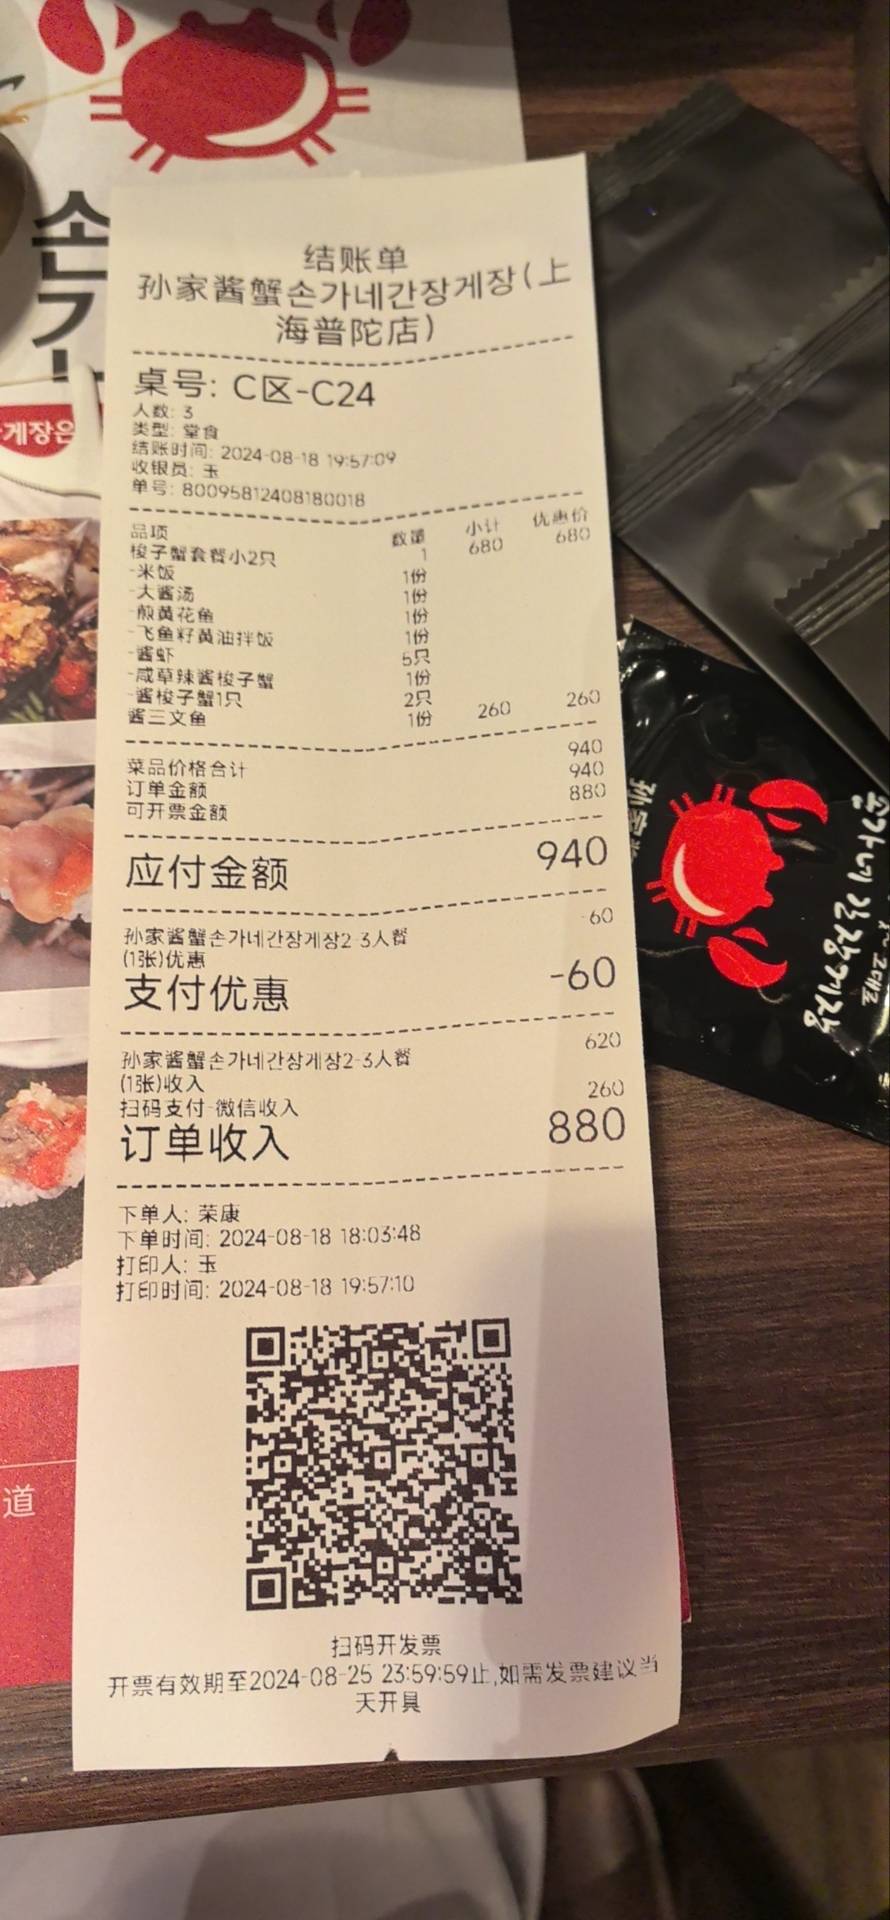 손
가
게장은
道
结账单
孙家酱蟹손가네간장게장(上
海普陀店)
桌号: C区-C24
人数: 3
类型: 堂食
结账时间: 2024-08-18 19:57:09
收银员: 玉
单号: 80095812408180018
品项 数量 小计 优惠价
梭子蟹套餐小2只 1 680 680
-米饭 1份
-大酱汤 1份
-煎黄花鱼 1份
-飞鱼籽黄油拌饭 1份
-酱虾 5只
-咸草辣酱梭子蟹 1份
-酱梭子蟹1只 2只
酱三文鱼 1份 260 260
菜品价格合计 940
订单金额 940
可开票金额 880
应付金额 940
孙家酱蟹손가네간장게장2-3人餐 -60
(1张)优惠
支付优惠 -60
孙家酱蟹손가네간장게장2-3人餐 620
(1张)收入
扫码支付-微信收入 260
订单收入 880
下单人: 荣康
下单时间: 2024-08-18 18:03:48
打印人: 玉
打印时间: 2024-08-18 19:57:10
扫码开发票
开票有效期至2024-08-25 23:59:59止,如需发票建议当
天开具
孙家
손가네 간장게장